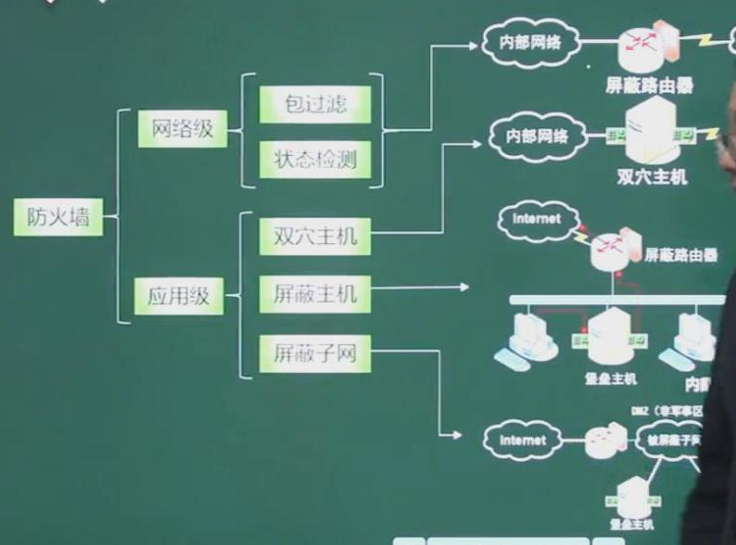 防火墙
网络级
包过滤
状态检测
应用级
双穴主机
屏蔽主机
屏蔽子网
内部网络
屏蔽路由器
内部网络
双穴主机
Internet
屏蔽路由器
堡垒主机
内部
DMZ（非军事区
Internet
被屏蔽子网
堡垒主机